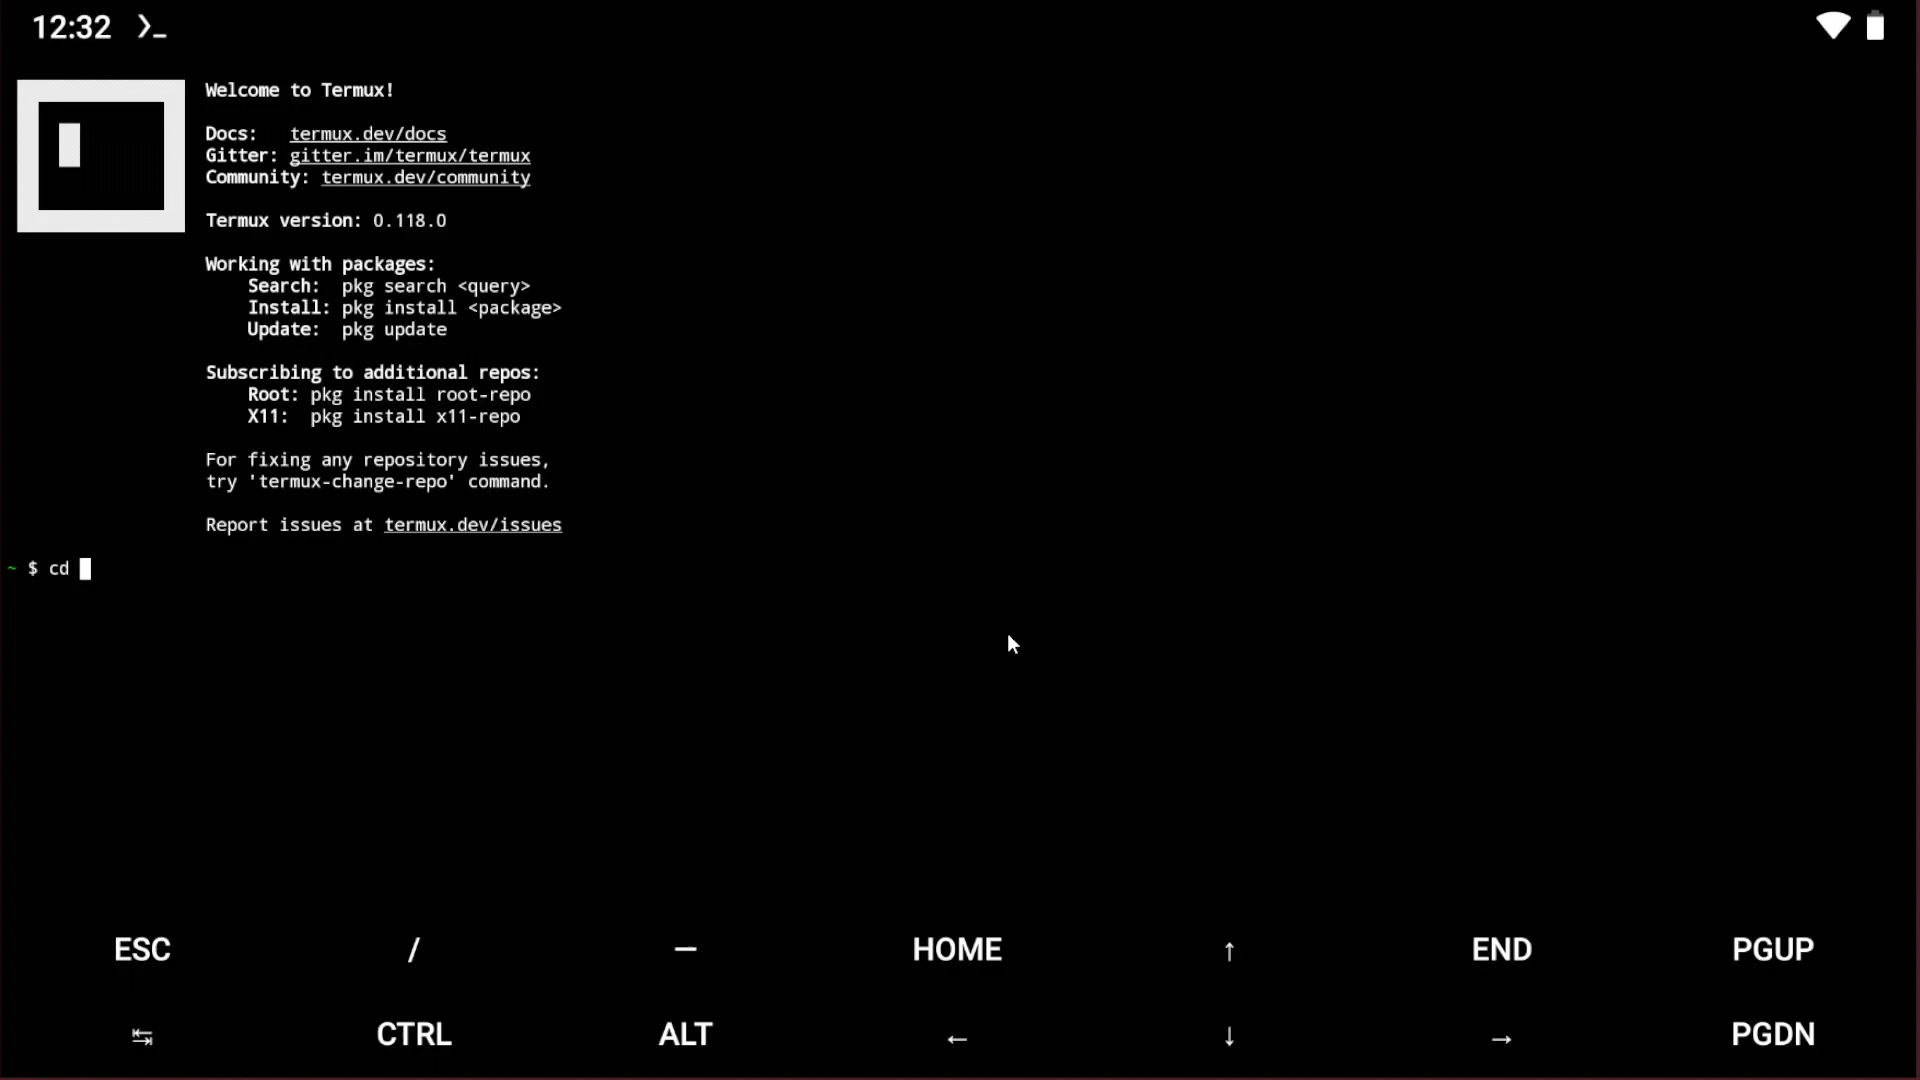 12:32 >_
Welcome to Termux!
Docs: termux.dev/docs
Gitter: gitter.im/termux/termux
Community: termux.dev/community
Termux version: 0.118.0
Working with packages:
Search: pkg search <query>
Install: pkg install <package>
Update: pkg update
Subscribing to additional repos:
Root: pkg install root-repo
X11: pkg install x11-repo
For fixing any repository issues,
try 'termux-change-repo' command.
Report issues at termux.dev/issues
~ $ cd
ESC / — HOME ↑ END PGUP
↹ CTRL ALT ← ↓ → PGDN